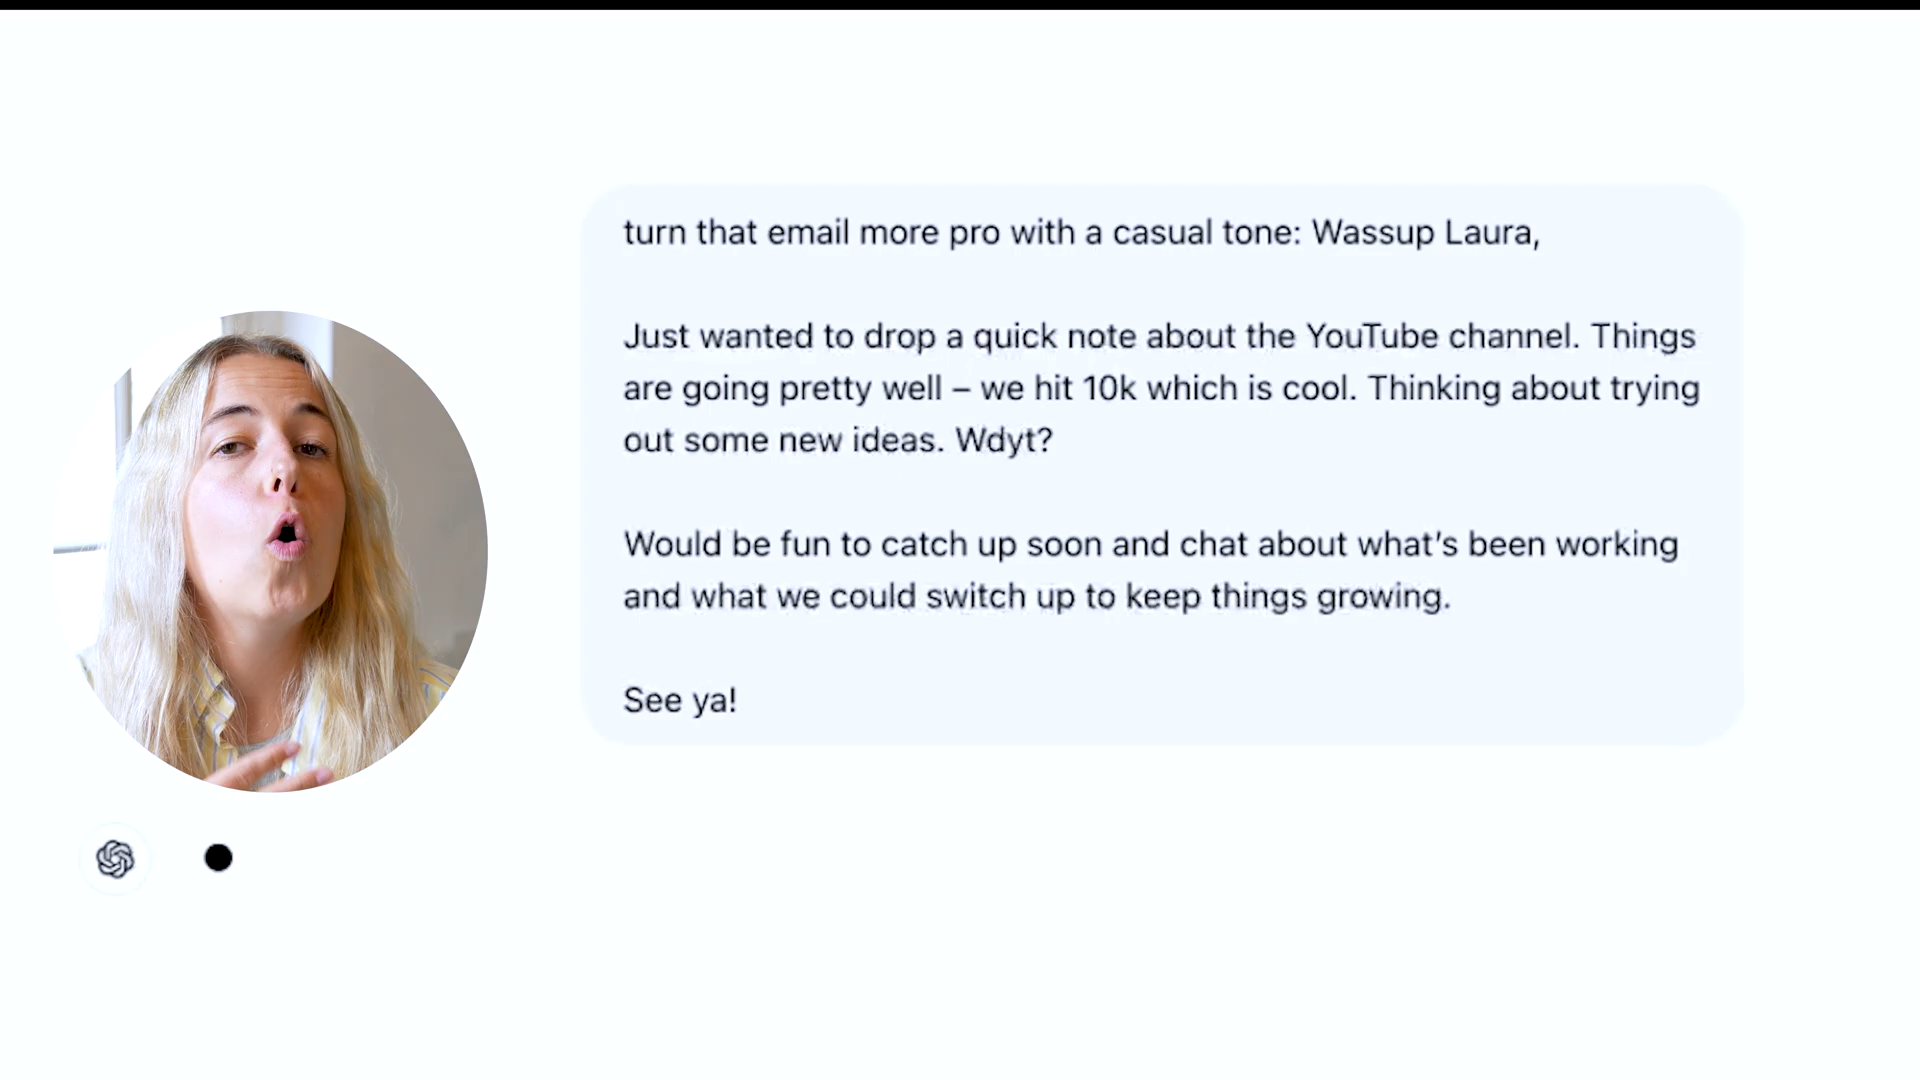 turn that email more pro with a casual tone: Wassup Laura,
Just wanted to drop a quick note about the YouTube channel. Things
are going pretty well – we hit 10k which is cool. Thinking about trying
out some new ideas. Wdyt?
Would be fun to catch up soon and chat about what's been working
and what we could switch up to keep things growing.
See ya!